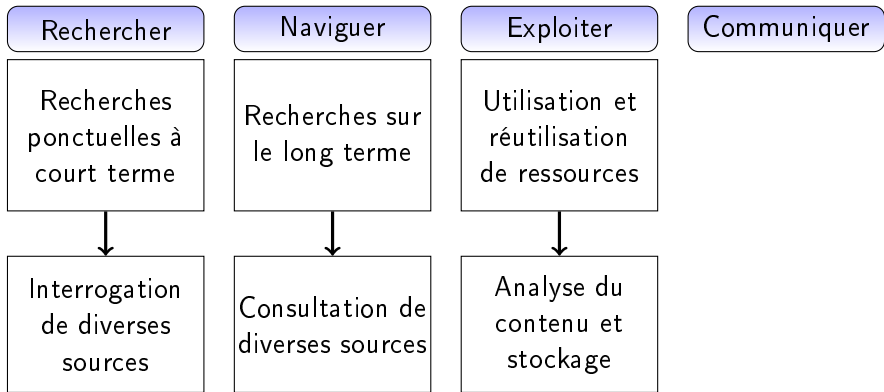 Rechercher
Naviguer
Exploiter
Communiquer
Recherches
ponctuelles à
court terme
Recherches sur
le long terme
Utilisation et
réutilisation
de ressources
Interrogation
de diverses
sources
Consultation de
diverses sources
Analyse du
contenu et
stockage